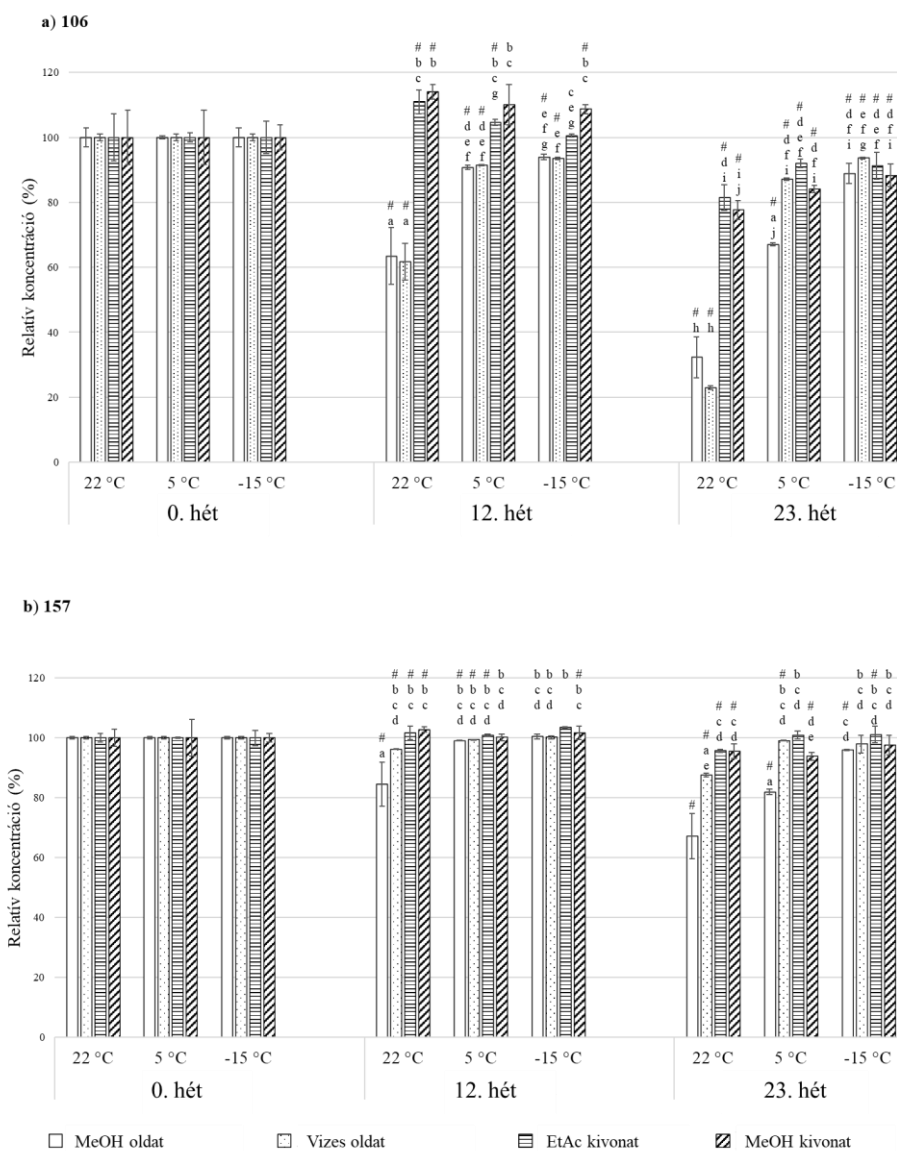 a) 106
Relatív koncentráció (%)
120
100
80
60
40
20
0
# a
# a
# b c
# b
# d e f
# d e f
# b c g
b c
# e f g
# e f
c e g
# b c
# h
# h
# d i
# i j
# a j
# d f i
# d e f
# d f i
# d f i
# e f g
# d e f
# d f i
22 °C 5 °C -15 °C 22 °C 5 °C -15 °C 22 °C 5 °C -15 °C
0. hét 12. hét 23. hét
b) 157
Relatív koncentráció (%)
120
100
80
60
40
20
0
# a
# b c d
# b c
# b c
# b c d
# b c d
# b c d
b c d
b c d
b c d
b
# b c
#
# a e
# c d
# c d
# a
# b c d
b c d
# d e
# c d
b c d
# b c d
b c d
22 °C 5 °C -15 °C 22 °C 5 °C -15 °C 22 °C 5 °C -15 °C
0. hét 12. hét 23. hét
MeOH oldat Vizes oldat EtAc kivonat MeOH kivonat